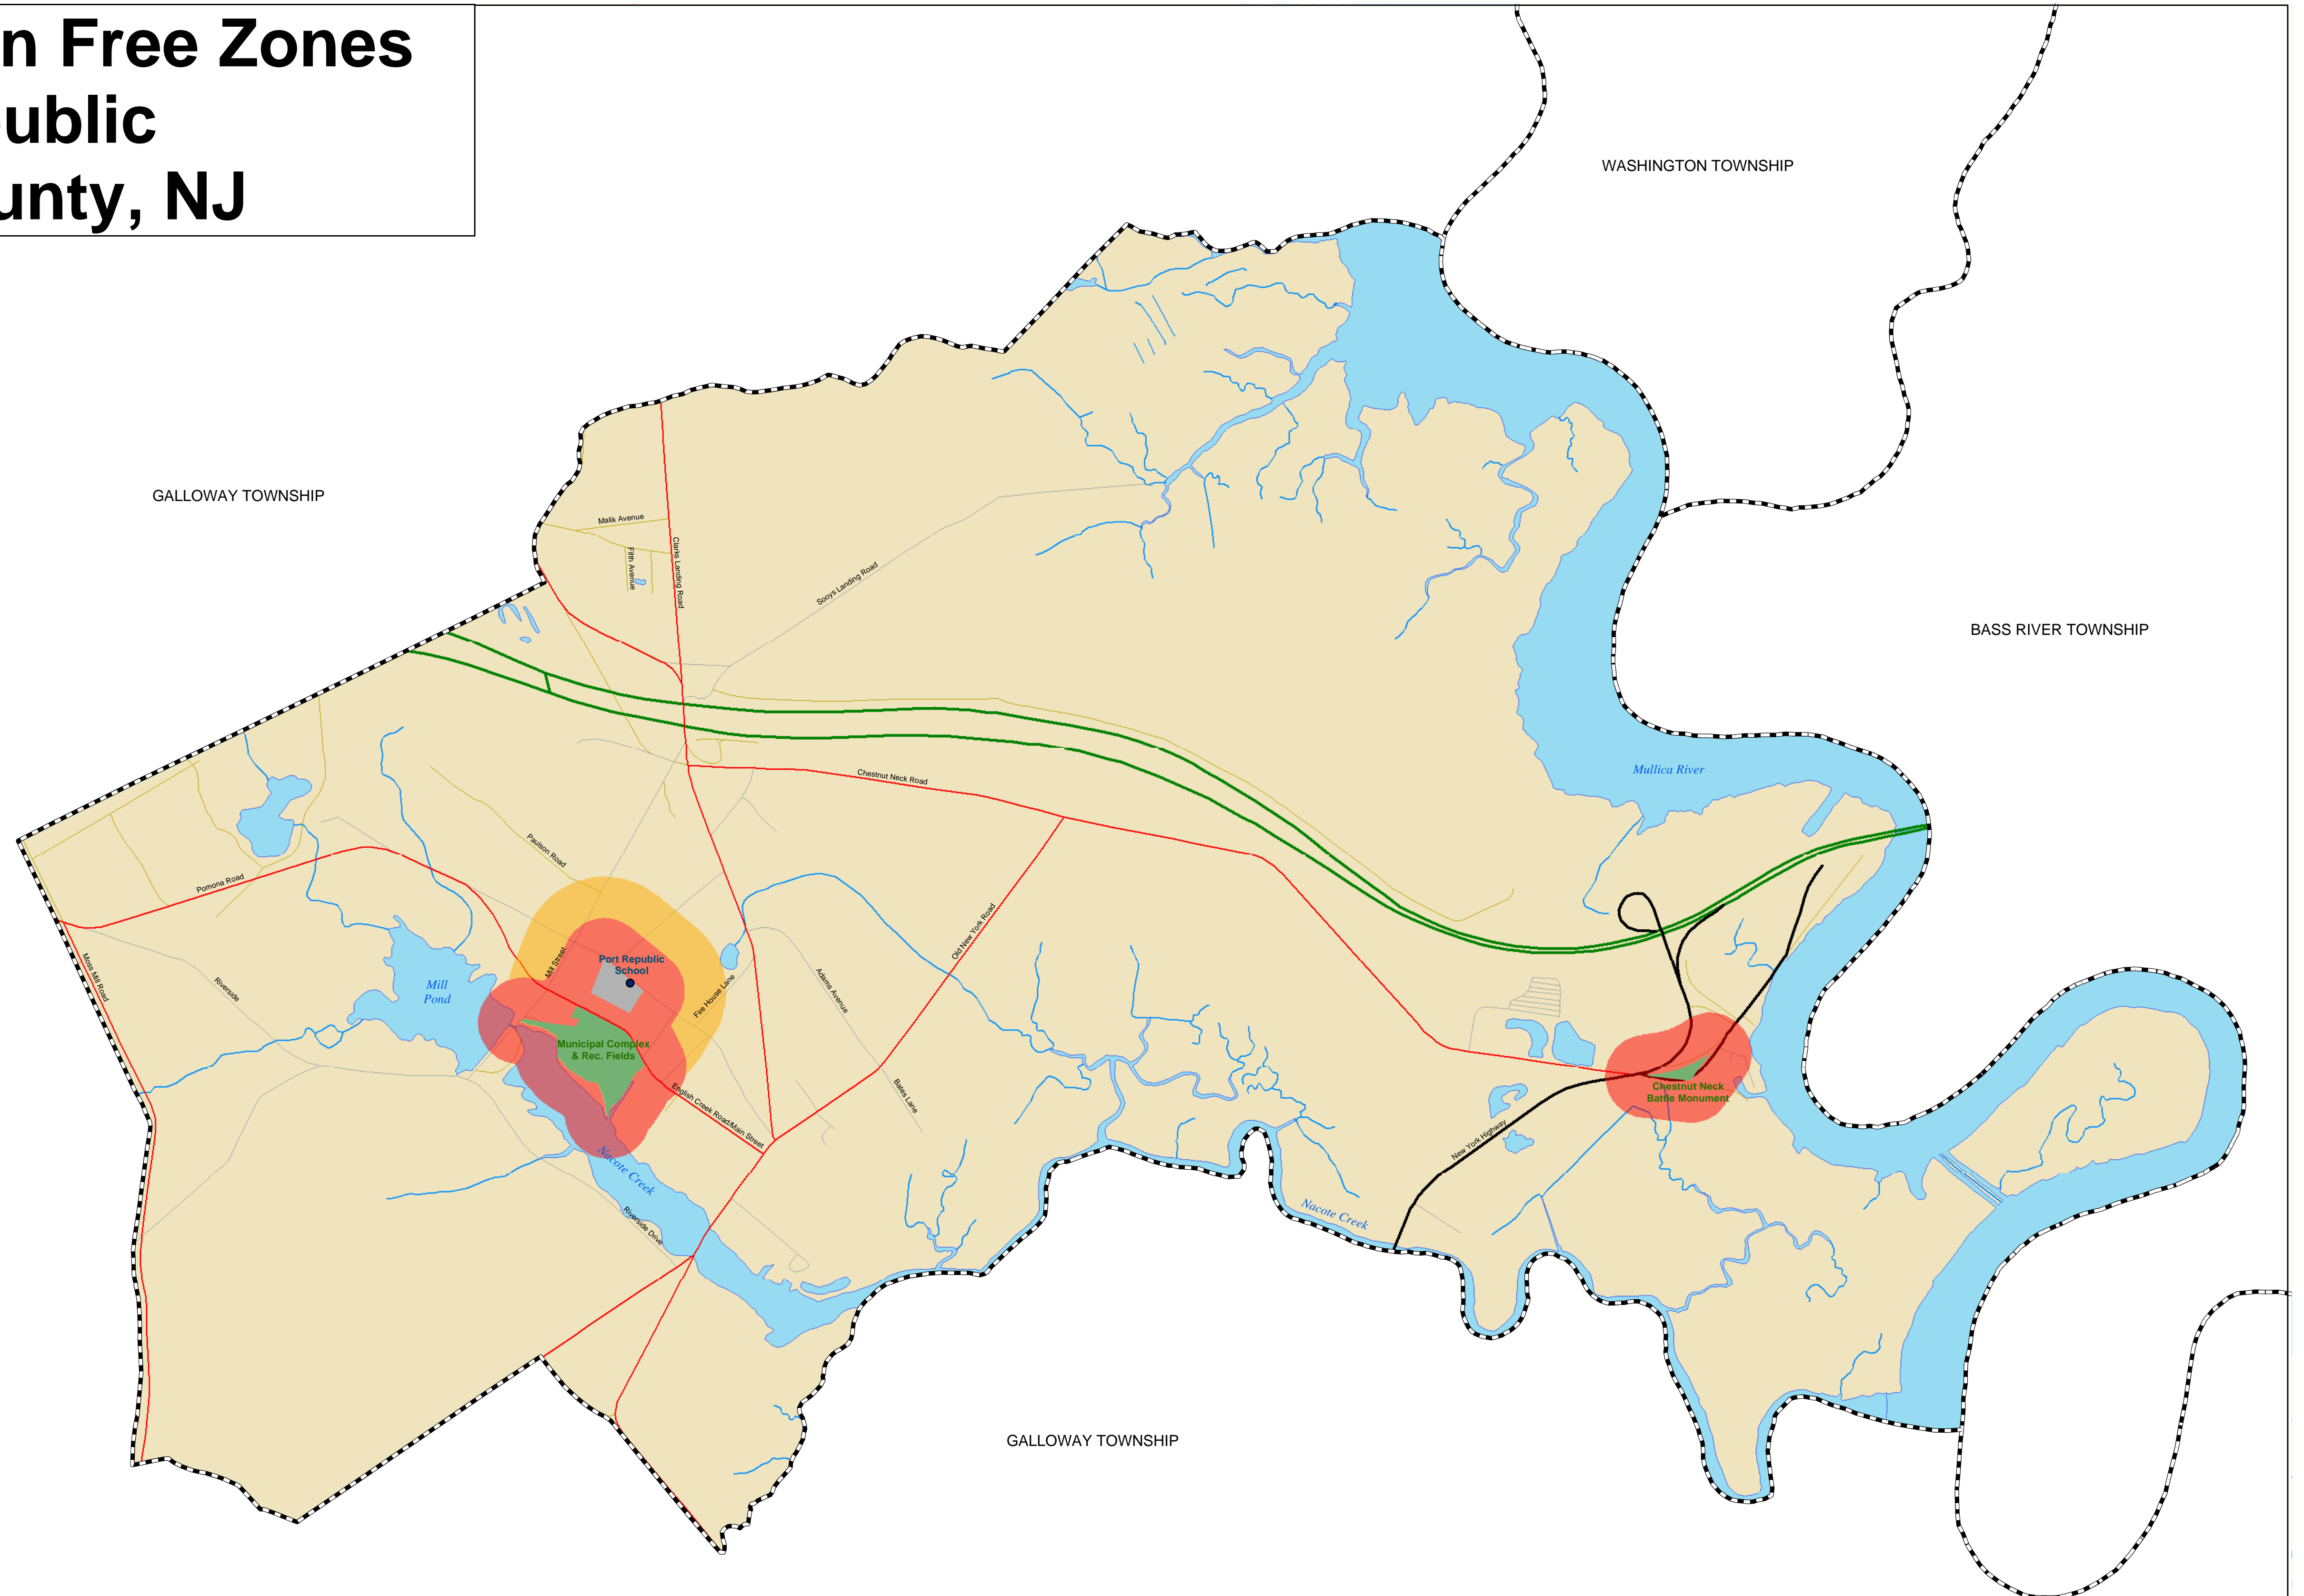 n Free Zones
ublic
unty, NJ
WASHINGTON TOWNSHIP
GALLOWAY TOWNSHIP
Malik Avenue
Fifth Avenue
Clarks Landing Road
Sooys Landing Road
BASS RIVER TOWNSHIP
Mullica River
Chestnut Neck Road
Paulson Road
Pomona Road
Old New York Road
Moss Mill Road
Riverside
Mill
Pond
Mill Street
Port Republic
School
Fire House Lane
Adams Avenue
Municipal Complex
& Rec. Fields
English Creek Road/Main Street
Bates Lane
Chestnut Neck
Battle Monument
New York Highway
Nacote Creek
Riverside Drive
Nacote Creek
GALLOWAY TOWNSHIP